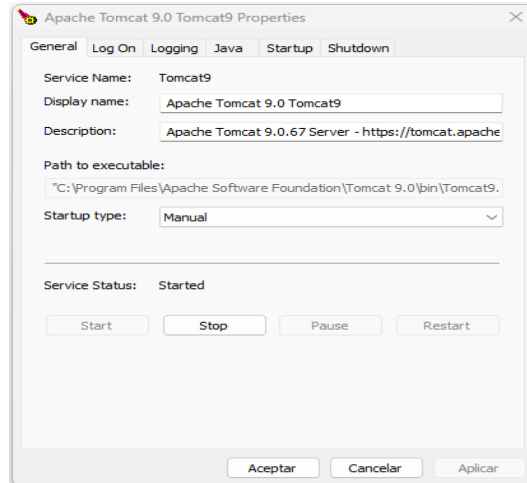 Apache Tomcat 9.0 Tomcat9 Properties
General Log On Logging Java Startup Shutdown
Service Name: Tomcat9
Display name: Apache Tomcat 9.0 Tomcat9
Description: Apache Tomcat 9.0.67 Server - https://tomcat.apache
Path to executable:
"C:\Program Files\Apache Software Foundation\Tomcat 9.0\bin\Tomcat9.
Startup type: Manual
Service Status: Started
Start Stop Pause Restart
Aceptar Cancelar Aplicar